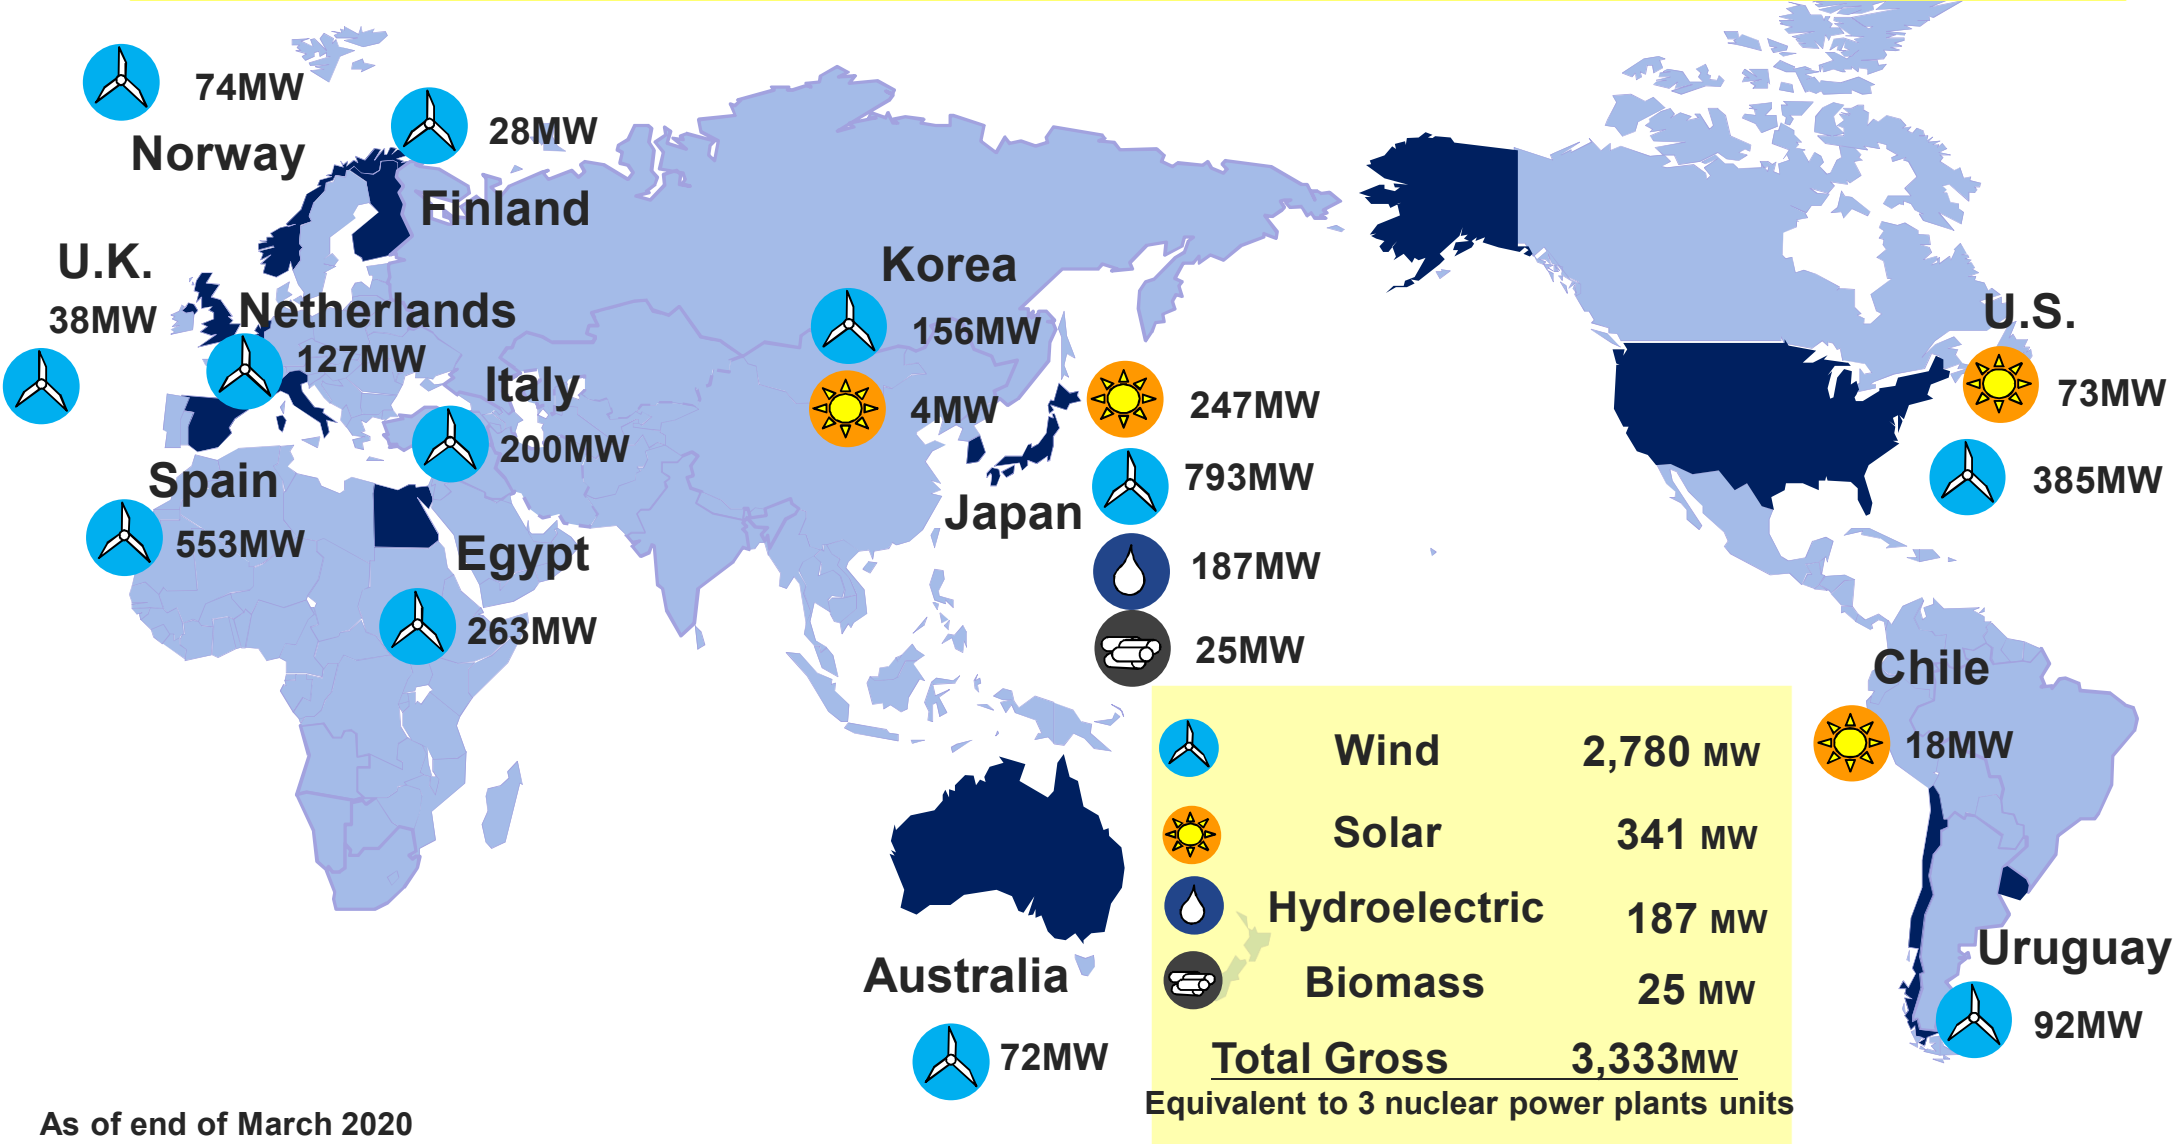 74MW
Norway
28MW
Finland
U.K.
38MW
Netherlands
127MW
Italy
200MW
Spain
553MW
Egypt
263MW
Korea
156MW
4MW
Japan
247MW
793MW
187MW
25MW
U.S.
73MW
385MW
Chile
18MW
Uruguay
92MW
Australia
72MW
Wind 2,780 MW
Solar 341 MW
Hydroelectric 187 MW
Biomass 25 MW
Total Gross 3,333MW
Equivalent to 3 nuclear power plants units
As of end of March 2020